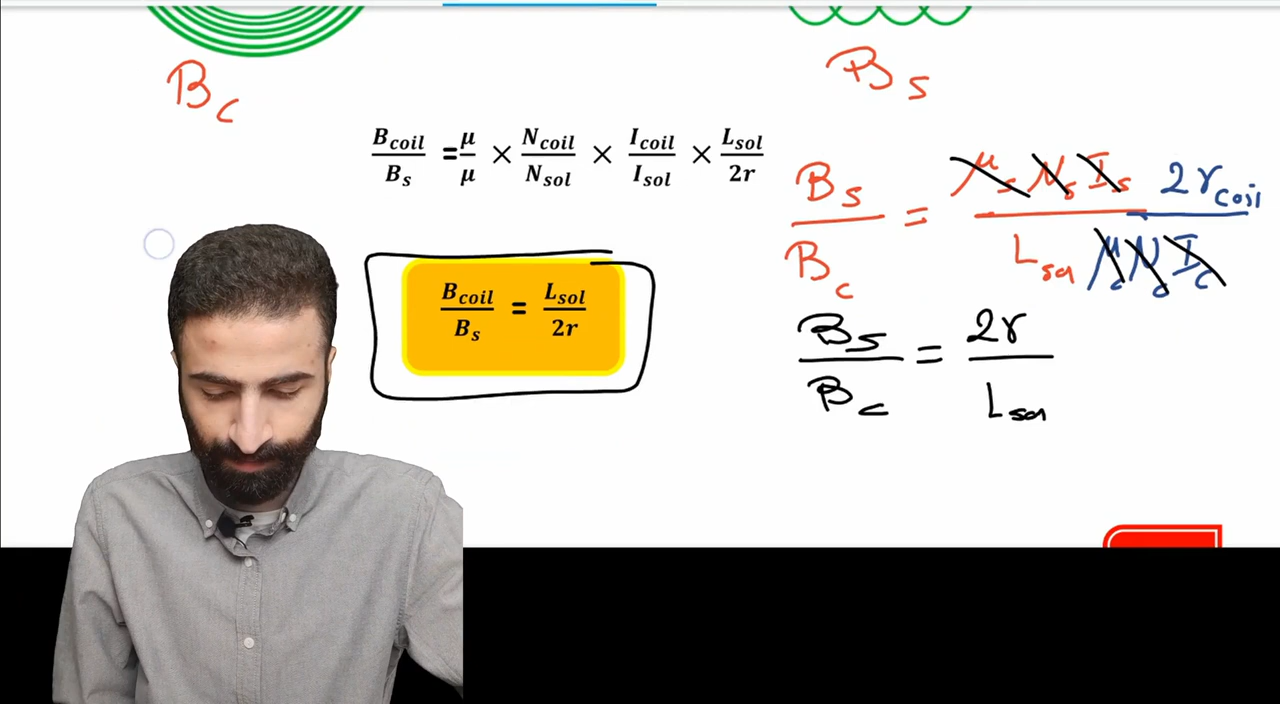 B_c
B_s
B_coil / B_s = μ/μ × N_coil / N_sol × I_coil / I_sol × L_sol / 2r
B_s / B_c = μ_s N_s I_s 2r_coil / L_sol μ_c N_c I_c
B_coil / B_s = L_sol / 2r
B_s / B_c = 2r / L_sol